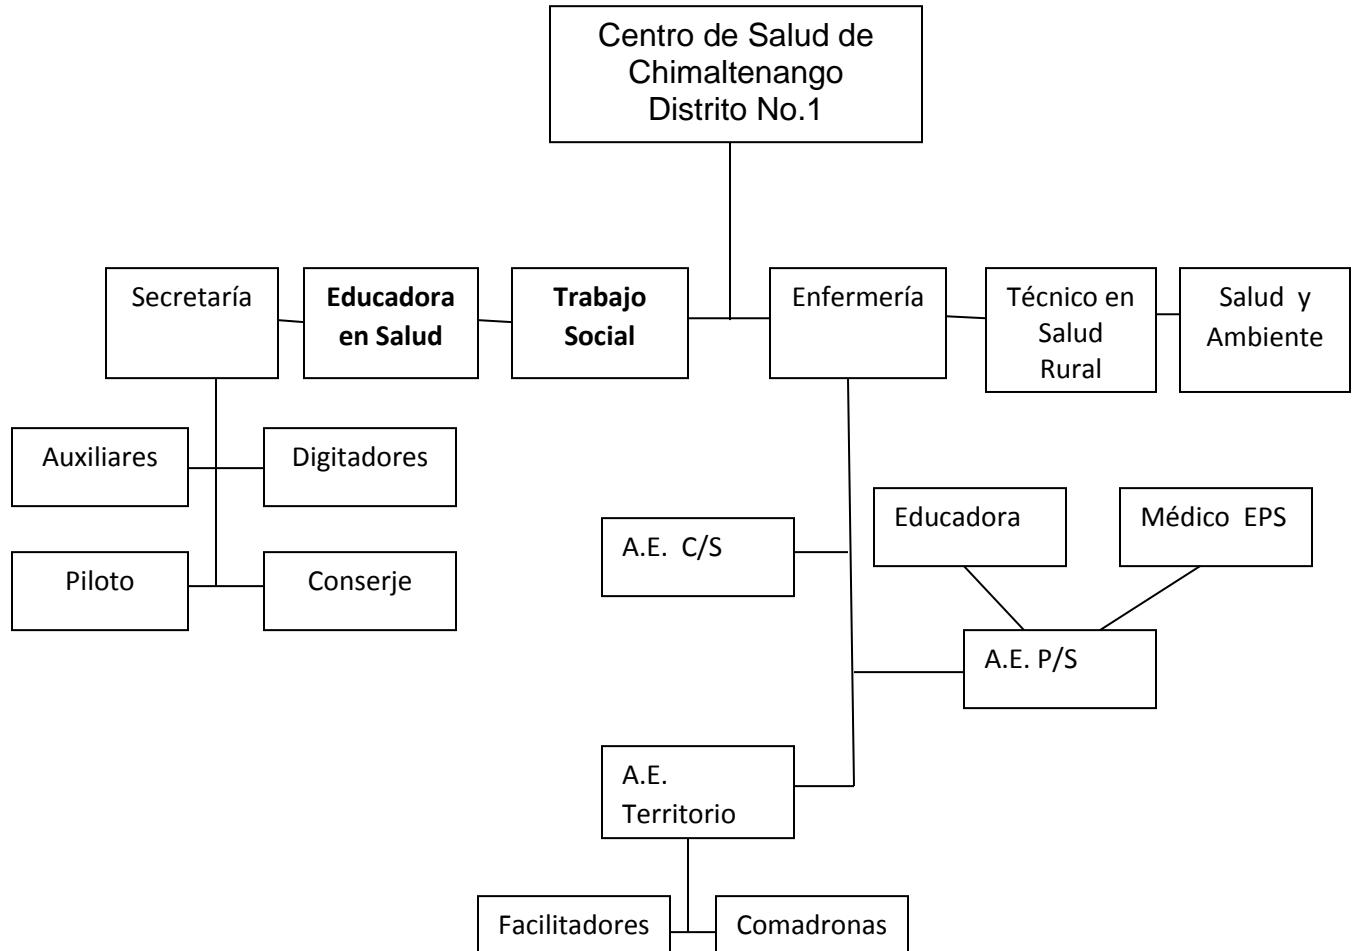 Centro de Salud de
Chimaltenango
Distrito No.1
Secretaría
Educadora
en Salud
Trabajo
Social
Enfermería
Técnico en
Salud
Rural
Salud y
Ambiente
Auxiliares
Digitadores
Piloto
Conserje
A.E. C/S
Educadora
Médico EPS
A.E. P/S
A.E.
Territorio
Facilitadores
Comadronas